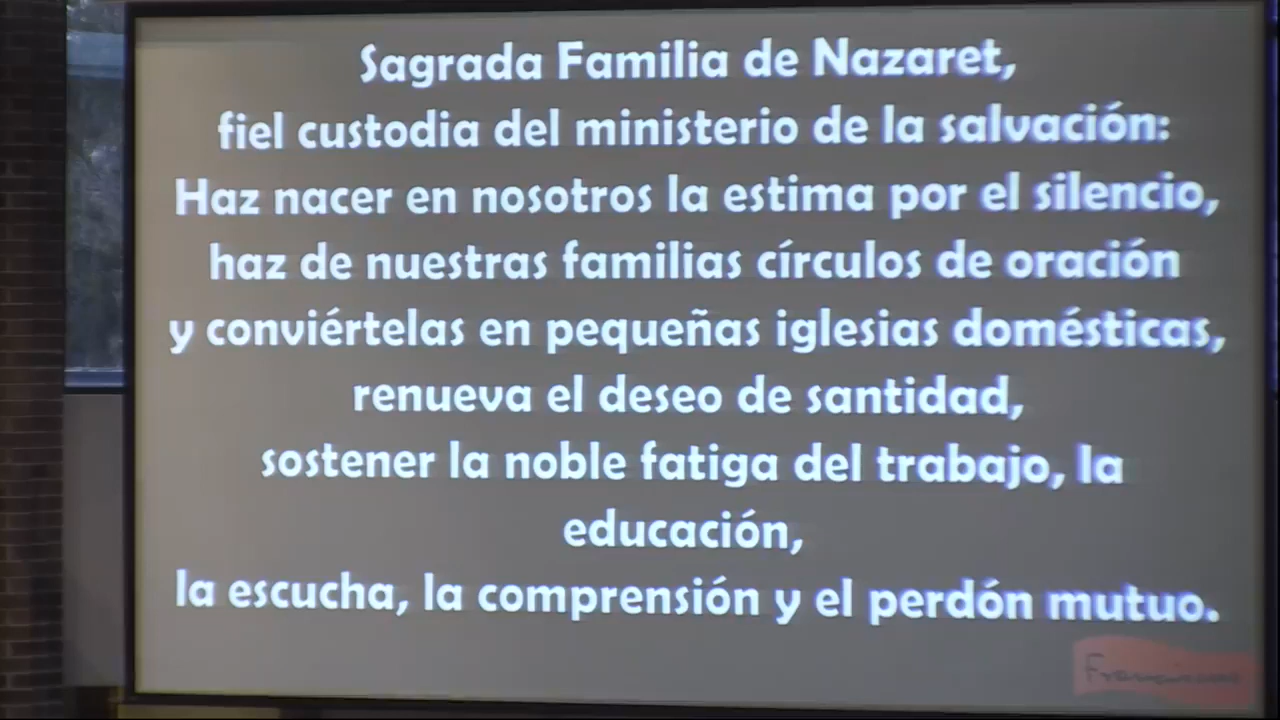 Sagrada Familia de Nazaret,
fiel custodia del ministerio de la salvación:
Haz nacer en nosotros la estima por el silencio,
haz de nuestras familias círculos de oración
y conviértelas en pequeñas iglesias domésticas,
renueva el deseo de santidad,
sostener la noble fatiga del trabajo, la
educación,
la escucha, la comprensión y el perdón mutuo.